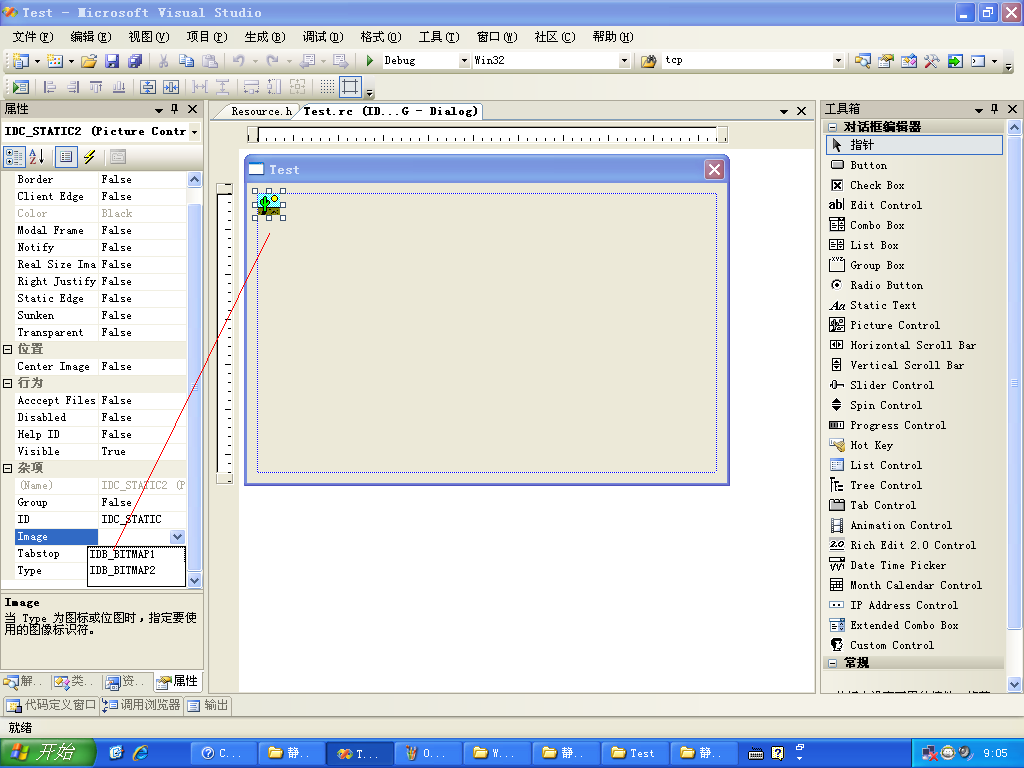 Test - Microsoft Visual Studio
文件(F) 编辑(E) 视图(V) 项目(P) 生成(B) 调试(D) 格式(O) 工具(T) 窗口(W) 社区(C) 帮助(H)
Debug Win32 tcp
属性
IDC_STATIC2 (Picture Contr
Border False
Client Edge False
Color Black
Modal Frame False
Notify False
Real Size Ima False
Right Justify False
Static Edge False
Sunken False
Transparent False
位置
Center Image False
行为
Acccept Files False
Disabled False
Help ID False
Visible True
杂项
(Name) IDC_STATIC2 (P
Group False
ID IDC_STATIC
Image
Tabstop IDB_BITMAP1
Type IDB_BITMAP2
Image
当 Type 为图标或位图时，指定要使
用的图像标识符。
解.. 类.. 资.. 属性
Resource.h Test.rc (ID...G - Dialog)
Test
工具箱
对话框编辑器
指针
Button
Check Box
Edit Control
Combo Box
List Box
Group Box
Radio Button
Static Text
Picture Control
Horizontal Scroll Bar
Vertical Scroll Bar
Slider Control
Spin Control
Progress Control
Hot Key
List Control
Tree Control
Tab Control
Animation Control
Rich Edit 2.0 Control
Date Time Picker
Month Calendar Control
IP Address Control
Extended Combo Box
Custom Control
常规
代码定义窗口 调用浏览器 输出
就绪
开始 C... 静.. T... O... W... 静.. Test 静.. 9:05